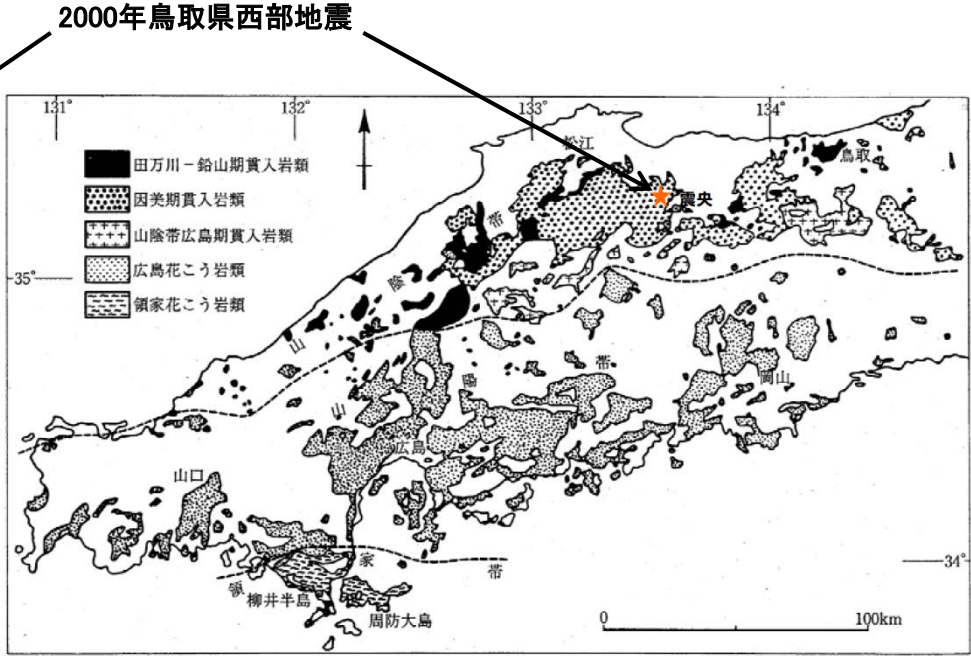 2000年鳥取県西部地震
131°
132°
133°
134°
松江
鳥取
震央
田万川－鉛山期貫入岩類
因美期貫入岩類
山陰帯広島期貫入岩類
広島花こう岩類
領家花こう岩類
35°
山
陰
帯
山
陽
帯
岡山
広島
山口
34°
領
家
帯
柳井半島
周防大島
0
100km